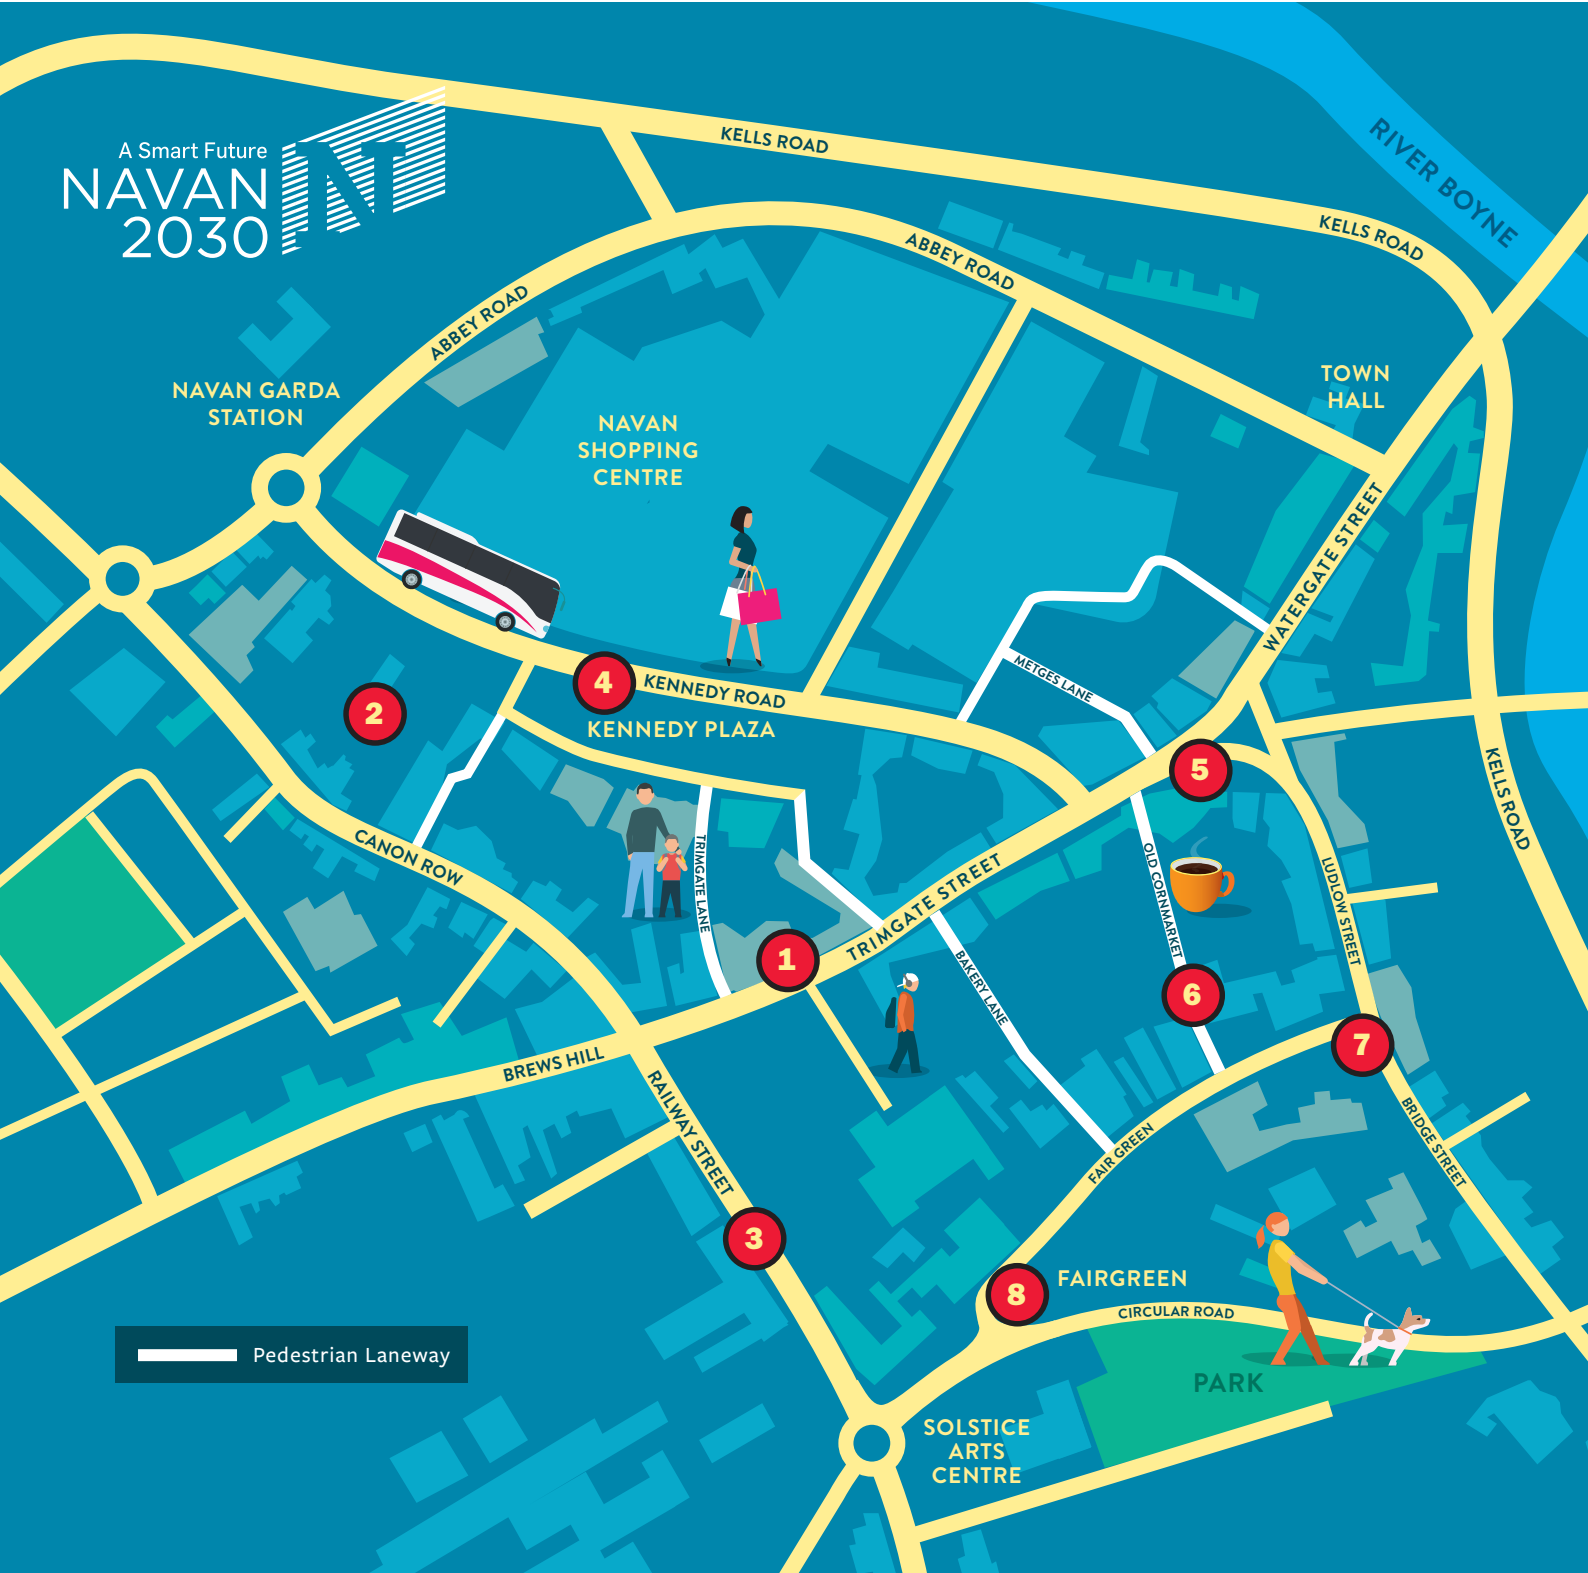 A Smart Future
NAVAN
2030
KELLS ROAD
RIVER BOYNE
KELLS ROAD
ABBEY ROAD
ABBEY ROAD
NAVAN GARDA
STATION
NAVAN
SHOPPING
CENTRE
TOWN
HALL
WATERGATE STREET
METGES LANE
2
4
KENNEDY ROAD
KENNEDY PLAZA
5
KELLS ROAD
CANON ROW
TRIMGATE LANE
TRIMGATE STREET
OLD CORNMARKET
LUDLOW STREET
1
BAKERY LANE
6
7
BREWS HILL
RAILWAY STREET
FAIR GREEN
BRIDGE STREET
3
8
FAIRGREEN
CIRCULAR ROAD
Pedestrian Laneway
PARK
SOLSTICE
ARTS
CENTRE